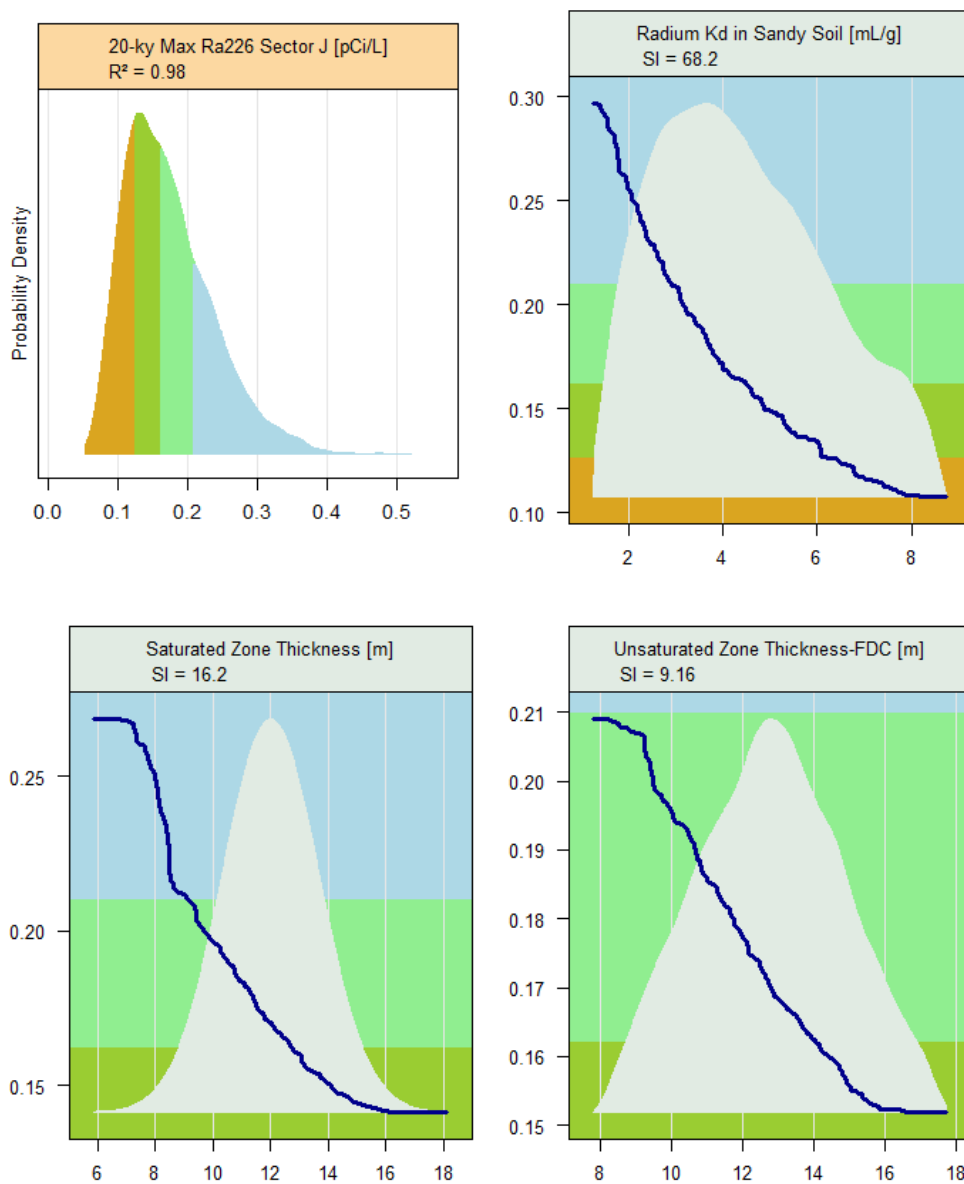 20-ky Max Ra226 Sector J [pCi/L]
R² = 0.98
Probability Density
0.0 0.1 0.2 0.3 0.4 0.5
Radium Kd in Sandy Soil [mL/g]
SI = 68.2
0.30
0.25
0.20
0.15
0.10
2 4 6 8
Saturated Zone Thickness [m]
SI = 16.2
0.25
0.20
0.15
6 8 10 12 14 16 18
Unsaturated Zone Thickness-FDC [m]
SI = 9.16
0.21
0.20
0.19
0.18
0.17
0.16
0.15
8 10 12 14 16 18